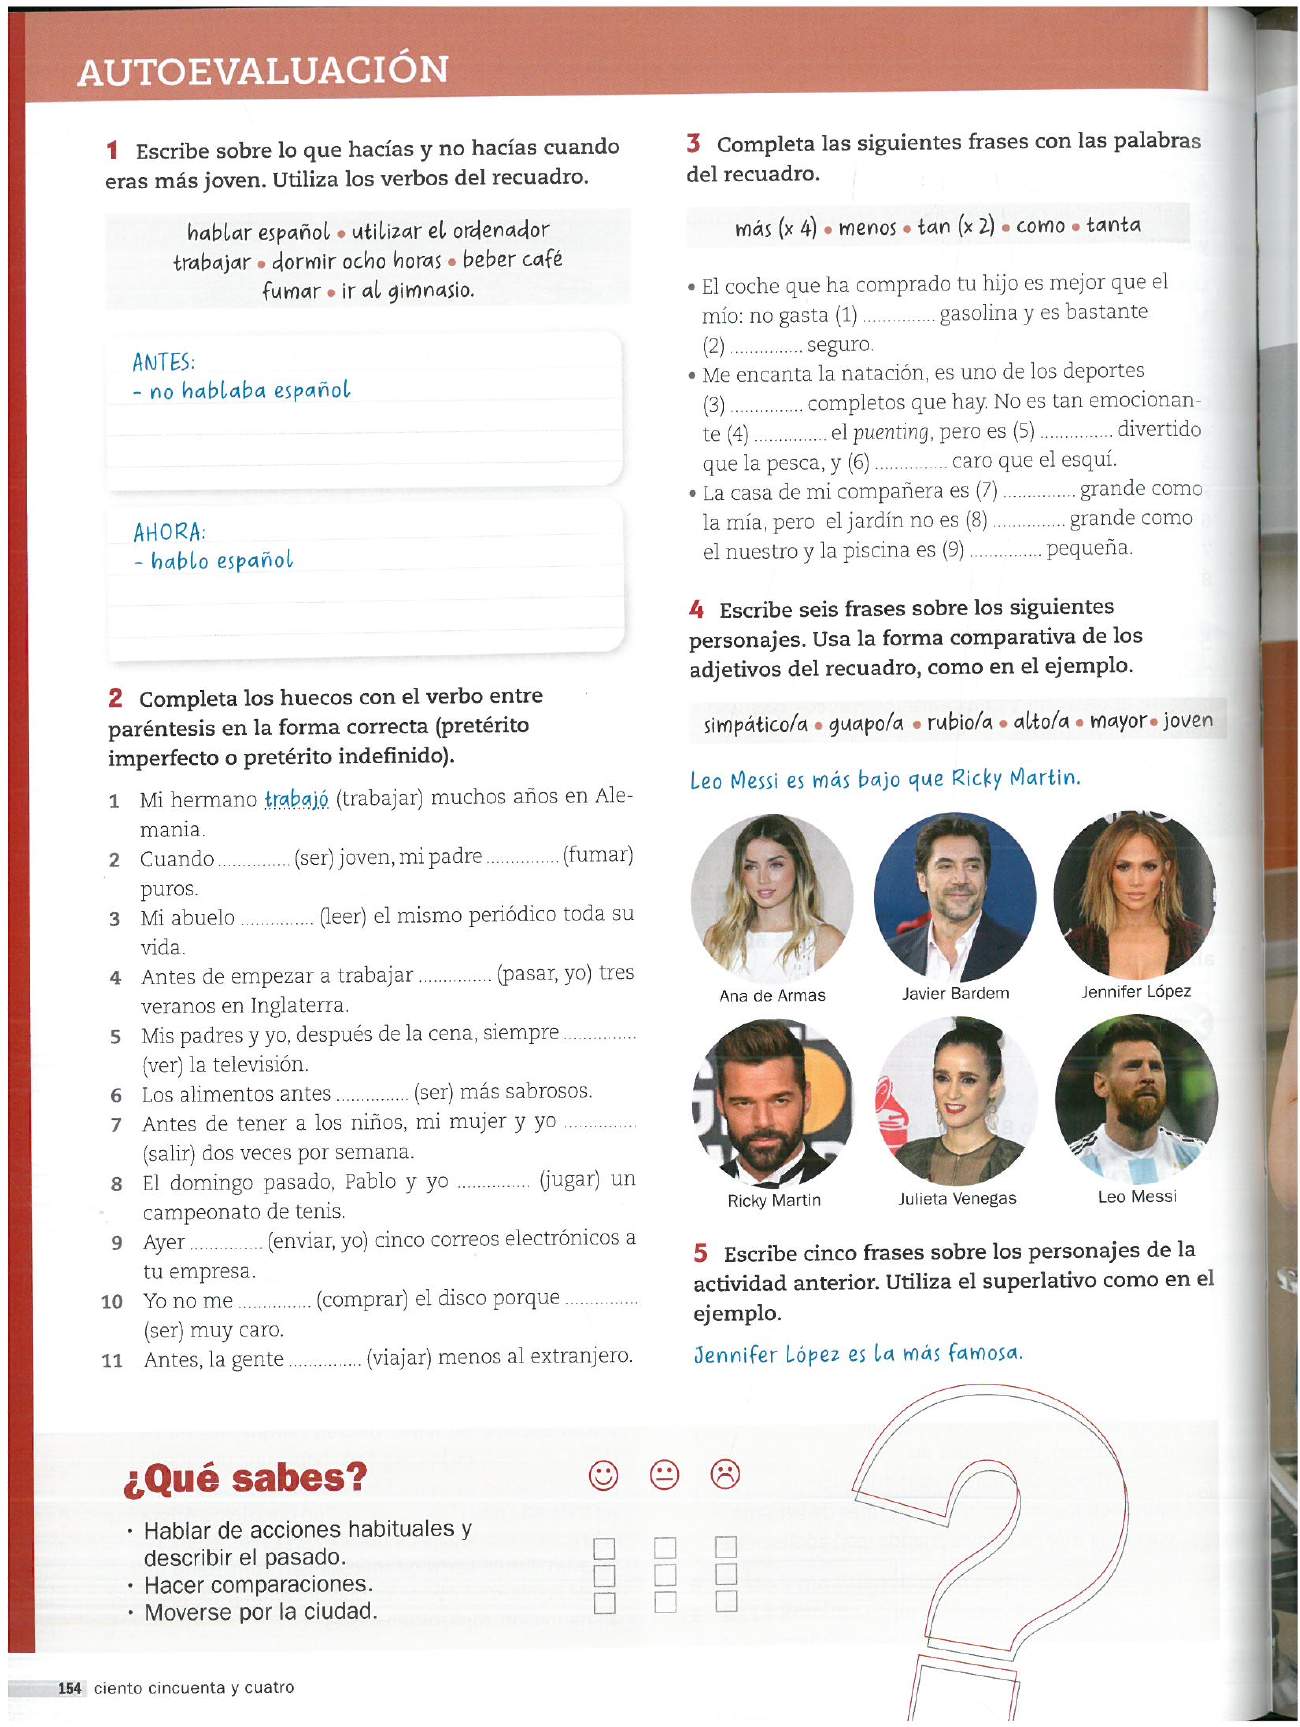 AUTOEVALUACIÓN
1 Escribe sobre lo que hacías y no hacías cuando
eras más joven. Utiliza los verbos del recuadro.
hablar español • utilizar el ordenador
trabajar • dormir ocho horas • beber café
fumar • ir al gimnasio.
ANTES:
- no hablaba español
AHORA:
- hablo español
2 Completa los huecos con el verbo entre
paréntesis en la forma correcta (pretérito
imperfecto o pretérito indefinido).
1 Mi hermano trabajó (trabajar) muchos años en Ale-
mania.
2 Cuando .............. (ser) joven, mi padre .............. (fumar)
puros.
3 Mi abuelo .............. (leer) el mismo periódico toda su
vida.
4 Antes de empezar a trabajar .............. (pasar, yo) tres
veranos en Inglaterra.
5 Mis padres y yo, después de la cena, siempre ..............
(ver) la televisión.
6 Los alimentos antes .............. (ser) más sabrosos.
7 Antes de tener a los niños, mi mujer y yo ..............
(salir) dos veces por semana.
8 El domingo pasado, Pablo y yo .............. (jugar) un
campeonato de tenis.
9 Ayer .............. (enviar, yo) cinco correos electrónicos a
tu empresa.
10 Yo no me .............. (comprar) el disco porque ..............
(ser) muy caro.
11 Antes, la gente .............. (viajar) menos al extranjero.
3 Completa las siguientes frases con las palabras
del recuadro.
más (x 4) • menos • tan (x 2) • como • tanta
• El coche que ha comprado tu hijo es mejor que el
mío: no gasta (1) .............. gasolina y es bastante
(2) .............. seguro.
• Me encanta la natación, es uno de los deportes
(3) .............. completos que hay. No es tan emocionan-
te (4) .............. el puenting, pero es (5) .............. divertido
que la pesca, y (6) .............. caro que el esquí.
• La casa de mi compañera es (7) .............. grande como
la mía, pero el jardín no es (8) .............. grande como
el nuestro y la piscina es (9) .............. pequeña.
4 Escribe seis frases sobre los siguientes
personajes. Usa la forma comparativa de los
adjetivos del recuadro, como en el ejemplo.
simpático/a • guapo/a • rubio/a • alto/a • mayor • joven
Leo Messi es más bajo que Ricky Martin.
Ana de Armas
Javier Bardem
Jennifer López
Ricky Martin
Julieta Venegas
Leo Messi
5 Escribe cinco frases sobre los personajes de la
actividad anterior. Utiliza el superlativo como en el
ejemplo.
Jennifer López es la más famosa.
¿Qué sabes?
• Hablar de acciones habituales y
describir el pasado.
• Hacer comparaciones.
• Moverse por la ciudad.
154 ciento cincuenta y cuatro